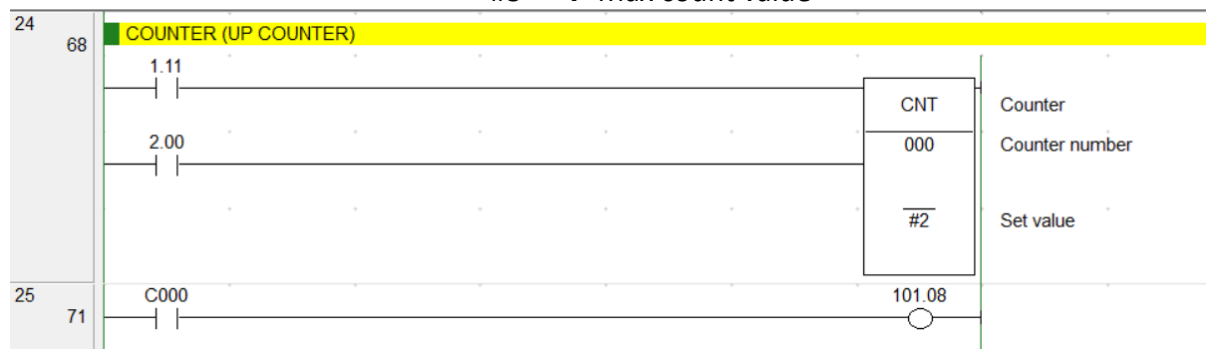 24
68
COUNTER (UP COUNTER)
1.11
CNT Counter
2.00
000 Counter number
#2 Set value
25
71
C000
101.08